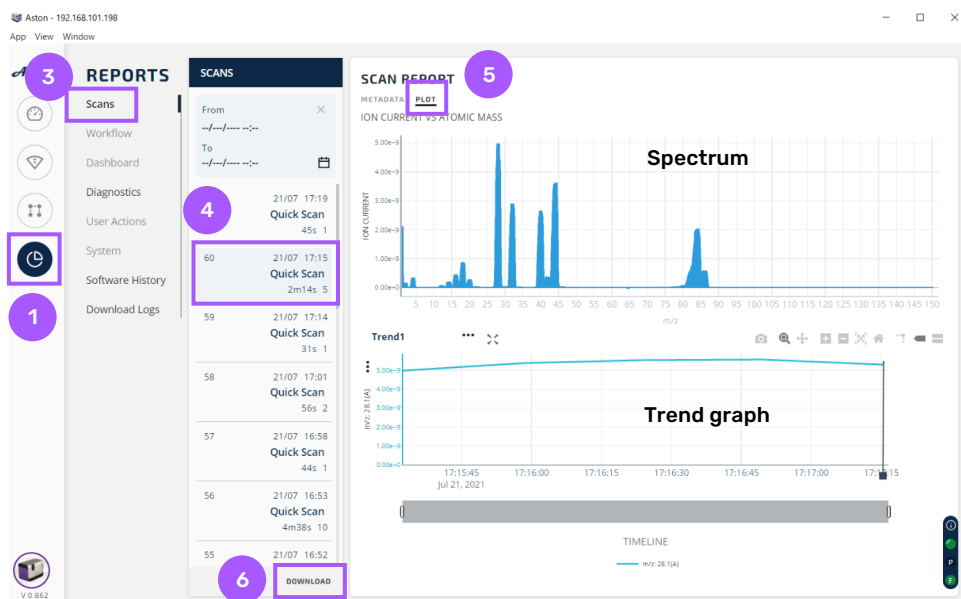 Aston - 192.168.101.198
App View Window
3
REPORTS
Scans
Workflow
Dashboard
Diagnostics
User Actions
System
Software History
Download Logs
1
V 0.862
SCANS
From
--/---/---- --:--
To
--/---/---- --:--
4
21/07 17:19
Quick Scan
45s 1
60 21/07 17:15
Quick Scan
2m14s 5
59 21/07 17:14
Quick Scan
31s 1
58 21/07 17:01
Quick Scan
56s 2
57 21/07 16:58
Quick Scan
44s 1
56 21/07 16:53
Quick Scan
4m38s 10
55 21/07 16:52
6
DOWNLOAD
SCAN REPORT
5
METADATA PLOT
ION CURRENT VS ATOMIC MASS
Spectrum
ION CURRENT
5.00e-9
4.00e-9
3.00e-9
2.00e-9
1.00e-9
0.00e+0
5 10 15 20 25 30 35 40 45 50 55 60 65 70 75 80 85 90 95 100 105 110 115 120 125 130 135 140 145 150
m/z
Trend1
Trend graph
m/z: 28.1(A)
5.00e-9
4.00e-9
3.00e-9
2.00e-9
1.00e-9
0.00e+0
17:15:45 17:16:00 17:16:15 17:16:30 17:16:45 17:17:00
Jul 21, 2021
TIMELINE
m/z: 28.1(A)
P
F